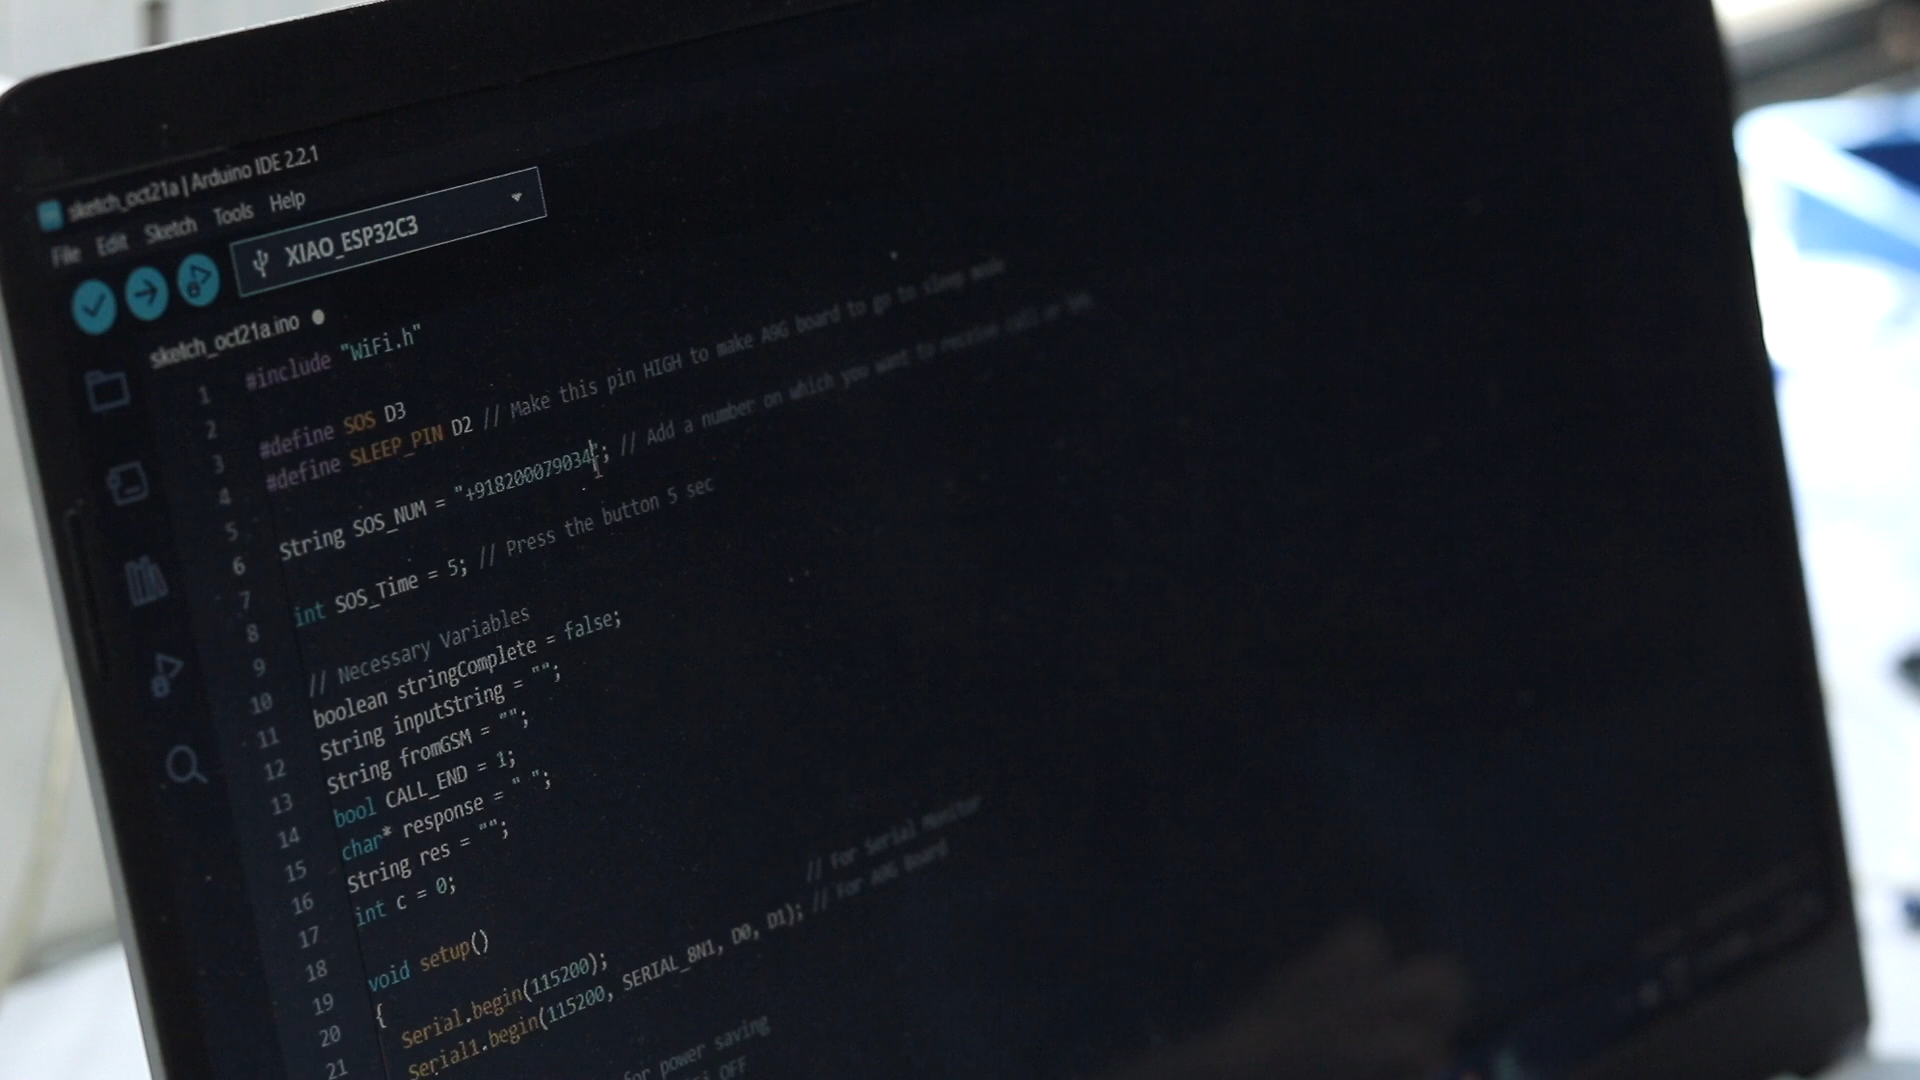 sketch_oct21a | Arduino IDE 2.2.1
File Edit Sketch Tools Help
XIAO_ESP32C3
sketch_oct21a.ino
1 #include "WiFi.h"
2
3 #define SOS D3
4 #define SLEEP_PIN D2 // Make this pin HIGH to make A9G board to go to sleep mode
5
6 String SOS_NUM = "+918200079034"; // Add a number on which you want to receive call or
7
8 int SOS_Time = 5; // Press the button 5 sec
9
10 // Necessary Variables
11 boolean stringComplete = false;
12 String inputString = "";
13 String fromGSM = "";
14 bool CALL_END = 1;
15 char* response = " ";
16 String res = "";
17 int c = 0;
18
19 void setup()
20 {
21 Serial.begin(115200); // For Serial Monitor
Serial1.begin(115200, SERIAL_8N1, D0, D1); // For A9G Board
for power saving
OFF